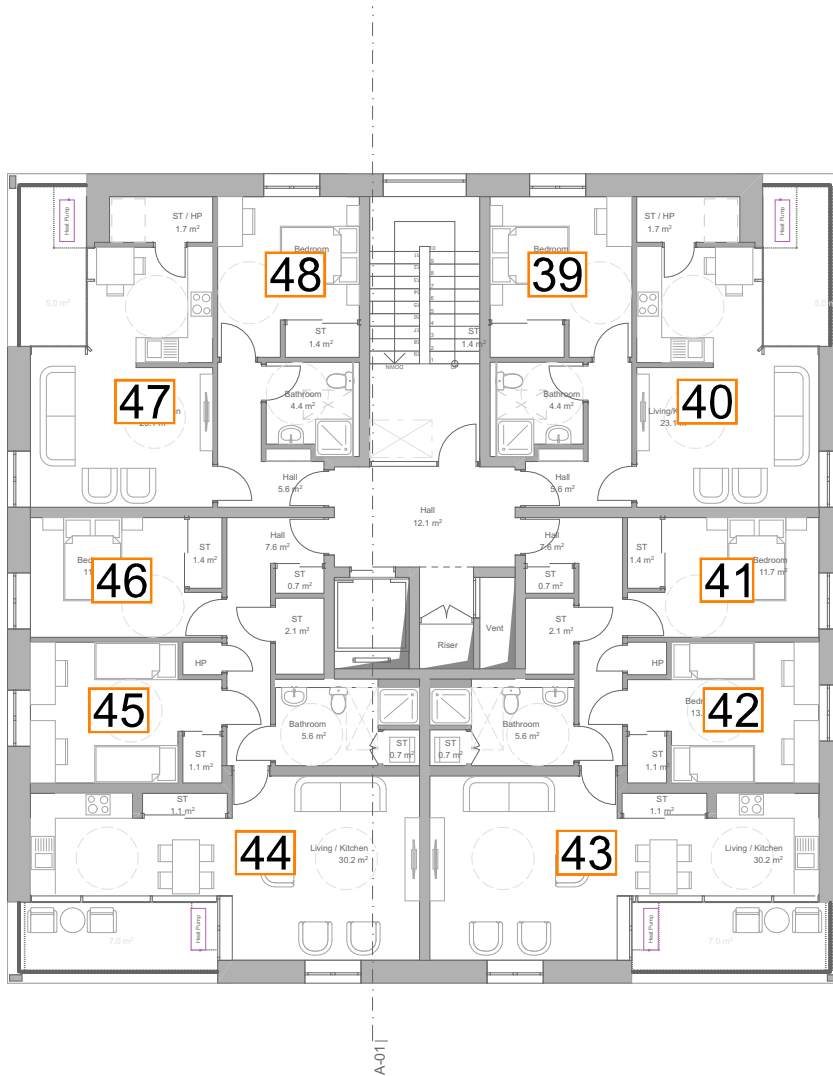 Heat Pump
ST / HP
1.7 m²
Bedroom
48
ST
1.4 m²
5.0 m²
Bathroom
4.4 m²
47
Hall
5.6 m²
DOWN
UP
ST
1.4 m²
Bedroom
39
ST / HP
1.7 m²
Heat Pump
Bathroom
4.4 m²
40
Living/K
23.1
Hall
5.6 m²
Hall
12.1 m²
46
ST
1.4 m²
Hall
7.6 m²
ST
0.7 m²
ST
2.1 m²
Riser
Vent
Hall
7.6 m²
ST
0.7 m²
ST
2.1 m²
ST
1.4 m²
41
Bedroom
11.7 m²
45
HP
ST
1.1 m²
Bathroom
5.6 m²
ST
0.7 m²
ST
0.7 m²
Bathroom
5.6 m²
HP
ST
1.1 m²
42
ST
1.1 m²
44
Living / Kitchen
30.2 m²
43
ST
1.1 m²
Living / Kitchen
30.2 m²
7.0 m²
Heat Pump
Heat Pump
7.0 m²
A-01